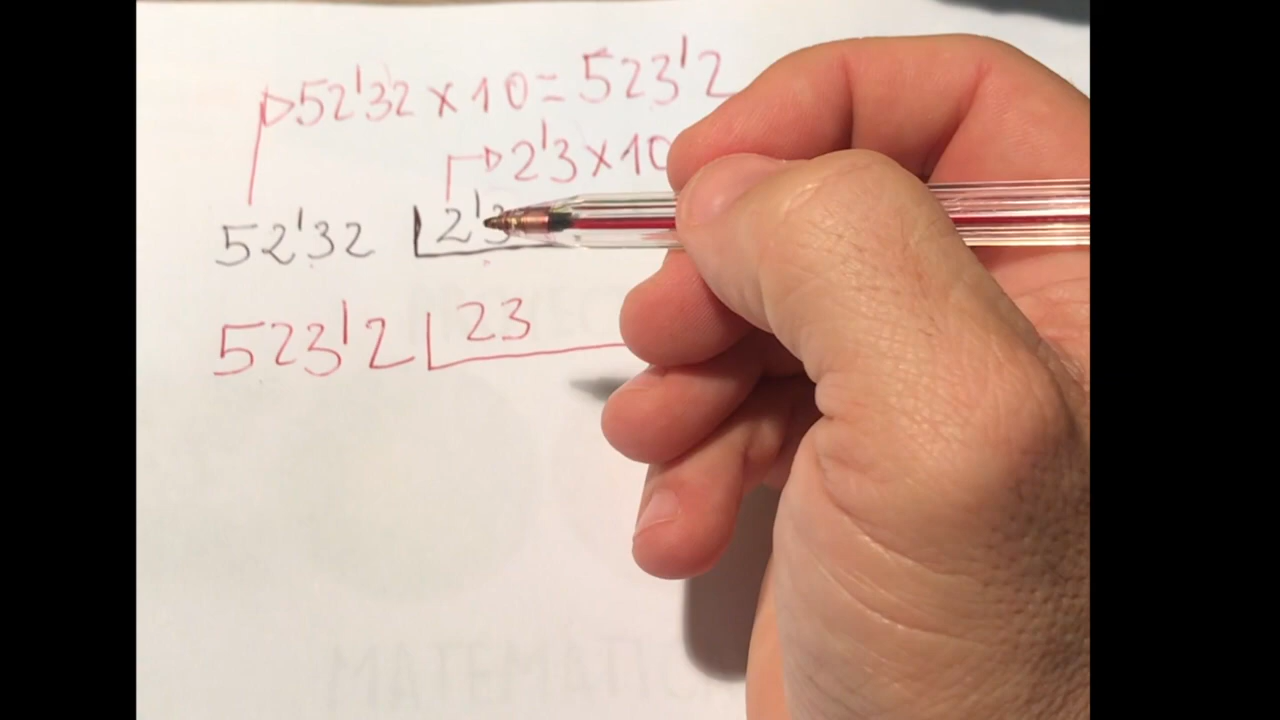 52'32 x 10 = 523'2
2'3 x 10
52'32 2'3
523'2 23